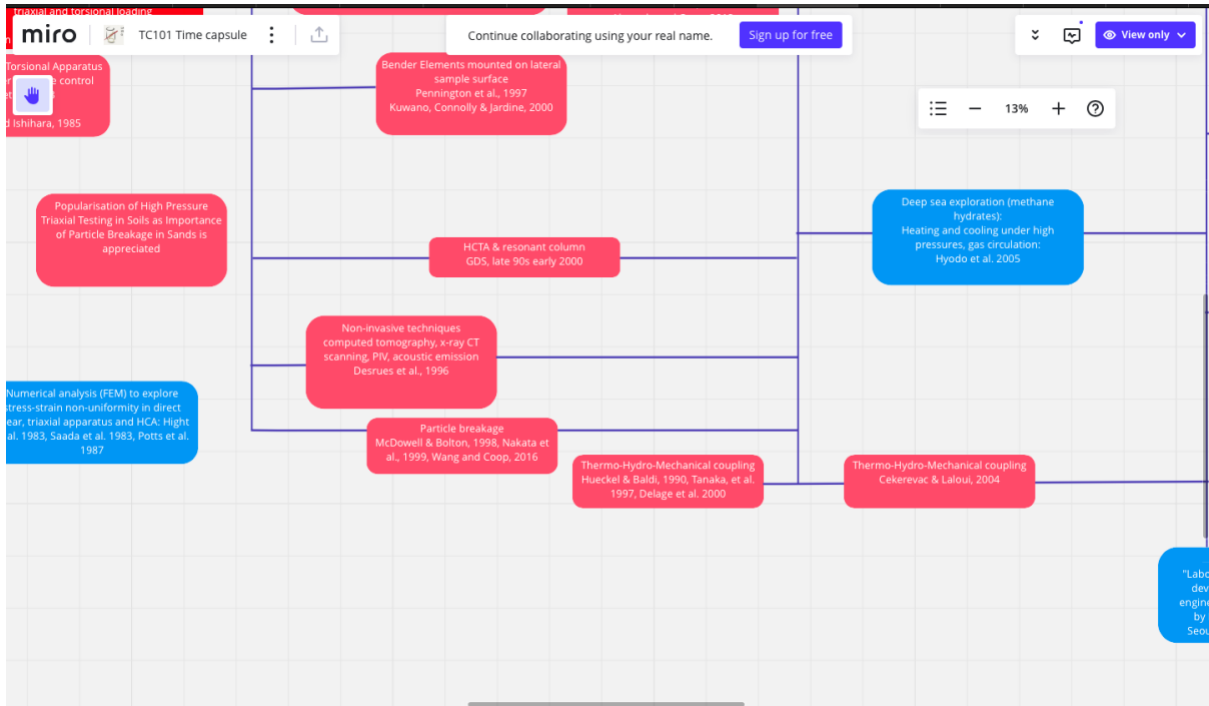 triaxial and torsional loading
miro
TC101 Time capsule
Continue collaborating using your real name.
Sign up for free
View only
13%
Torsional Apparatus
control
d Ishihara, 1985
Bender Elements mounted on lateral
sample surface
Pennington et al., 1997
Kuwano, Connolly & Jardine, 2000
Popularisation of High Pressure
Triaxial Testing in Soils as Importance
of Particle Breakage in Sands is
appreciated
HCTA & resonant column
GDS, late 90s early 2000
Deep sea exploration (methane
hydrates):
Heating and cooling under high
pressures, gas circulation:
Hyodo et al. 2005
Non-invasive techniques
computed tomography, x-ray CT
scanning, PIV, acoustic emission
Desrues et al., 1996
Numerical analysis (FEM) to explore
stress-strain non-uniformity in direct
ear, triaxial apparatus and HCA: Hight
al. 1983, Saada et al. 1983, Potts et al.
1987
Particle breakage
McDowell & Bolton, 1998, Nakata et
al., 1999, Wang and Coop, 2016
Thermo-Hydro-Mechanical coupling
Hueckel & Baldi, 1990, Tanaka, et al.
1997, Delage et al. 2000
Thermo-Hydro-Mechanical coupling
Cekerevac & Laloui, 2004
"Labo
dev
engine
by
Seou